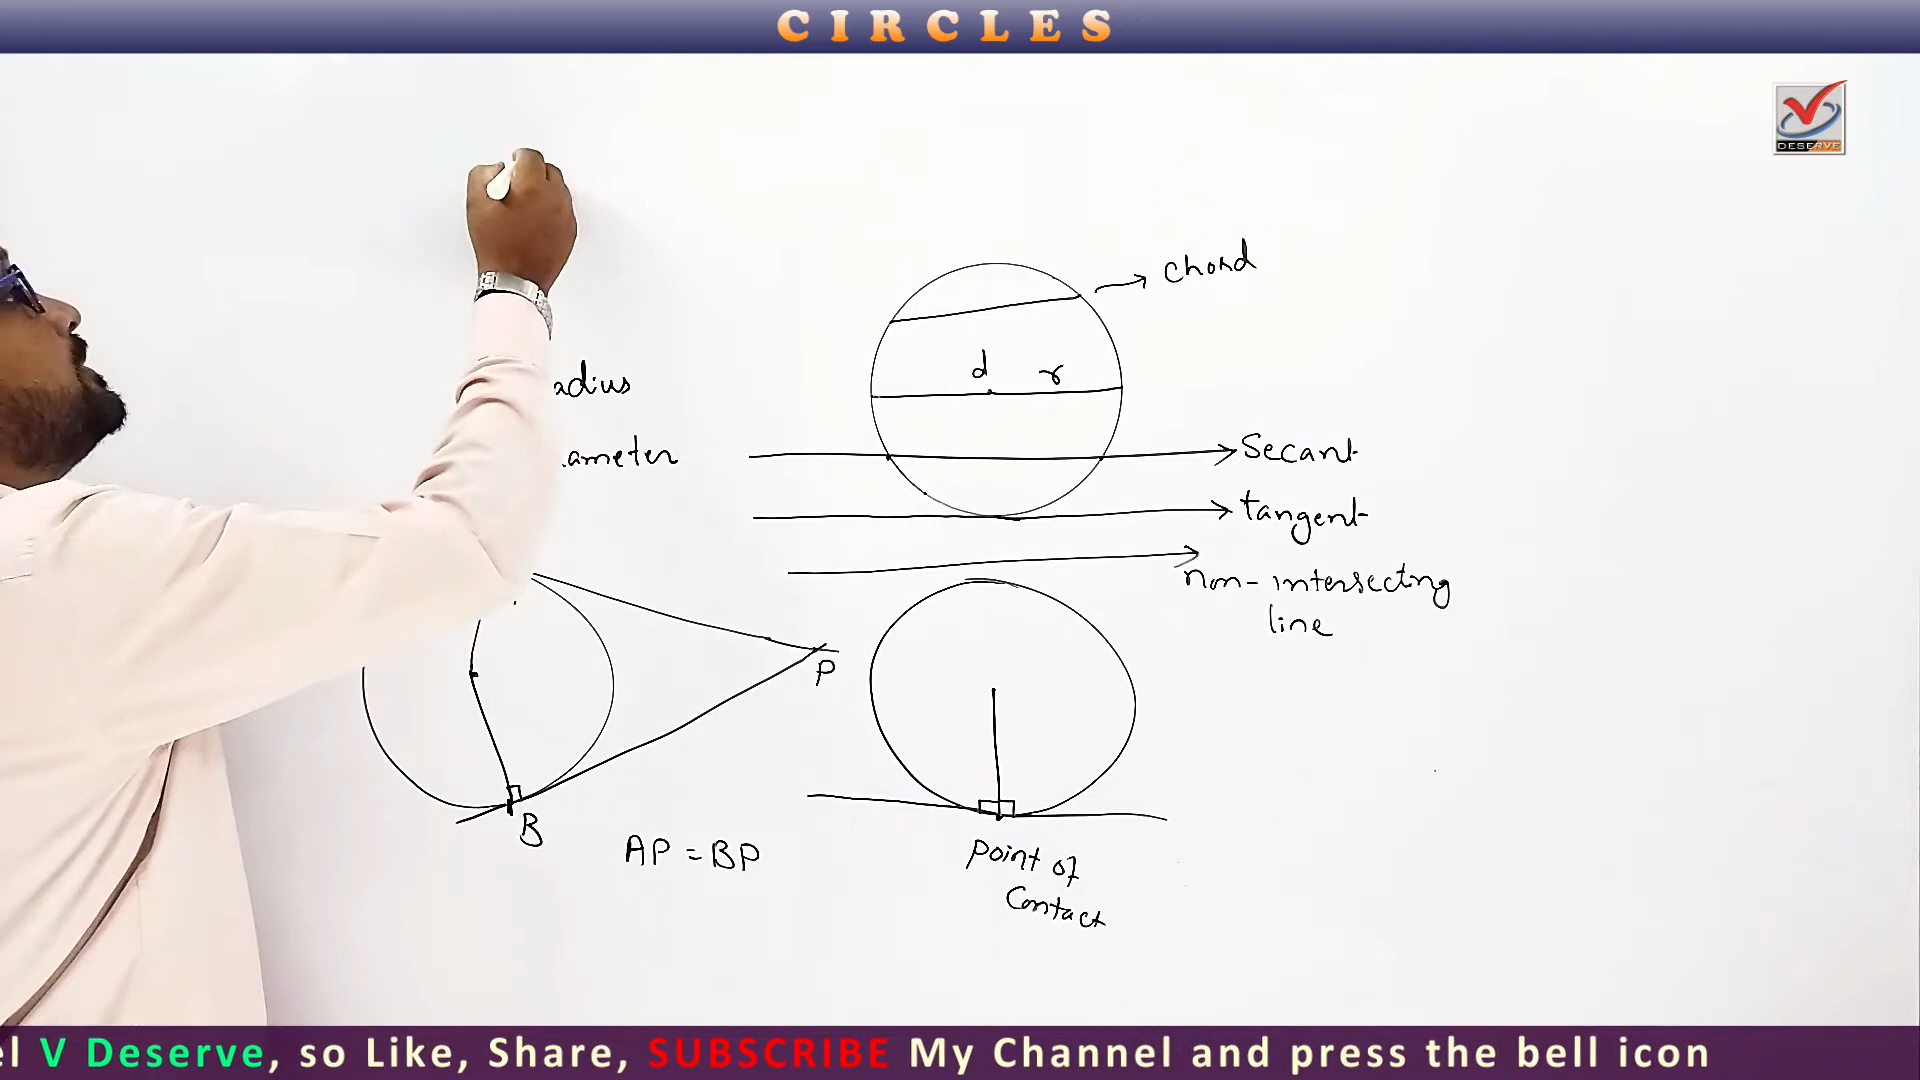 CIRCLES
DESERVE
chord
d r
adius
ameter
Secant
tangent
non-intersecting
line
P
B
AP = BP
Point of
Contact
el V Deserve, so Like, Share, SUBSCRIBE My Channel and press the bell icon